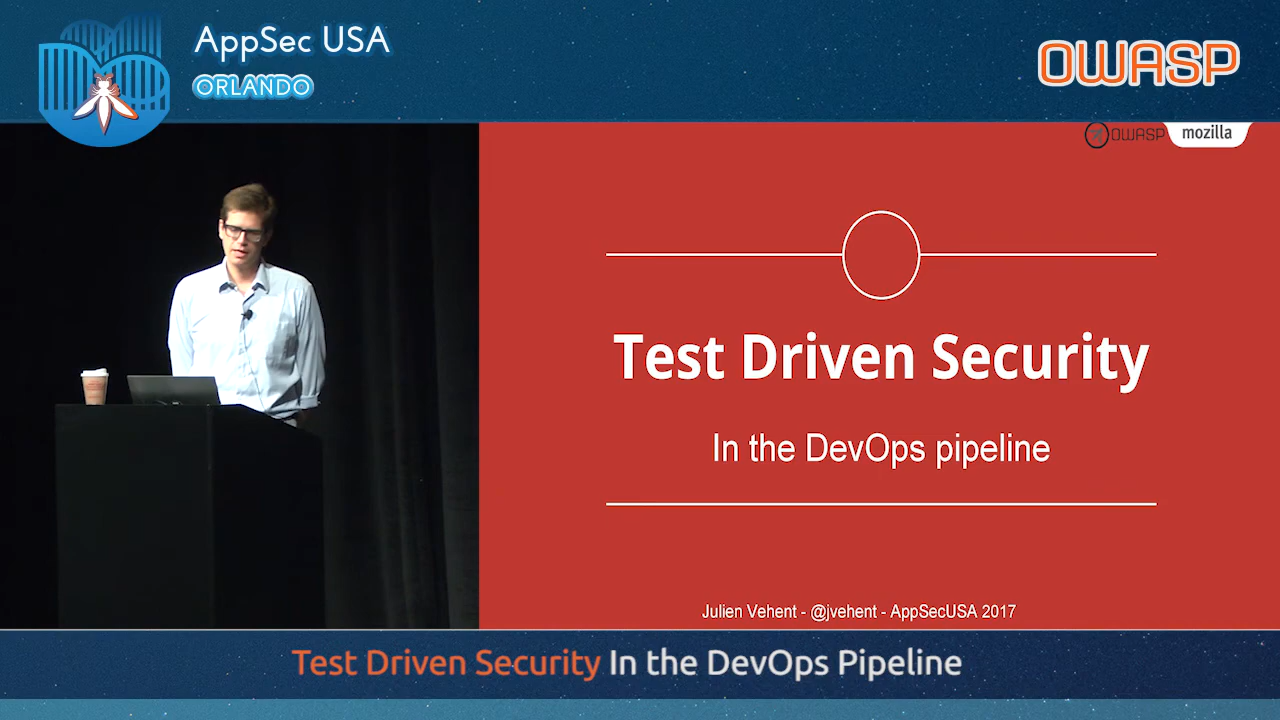 AppSec USA
ORLANDO
OWASP
OWASP
mozilla
Test Driven Security
In the DevOps pipeline
Julien Vehent - @jvehent - AppSecUSA 2017
Test Driven Security In the DevOps Pipeline